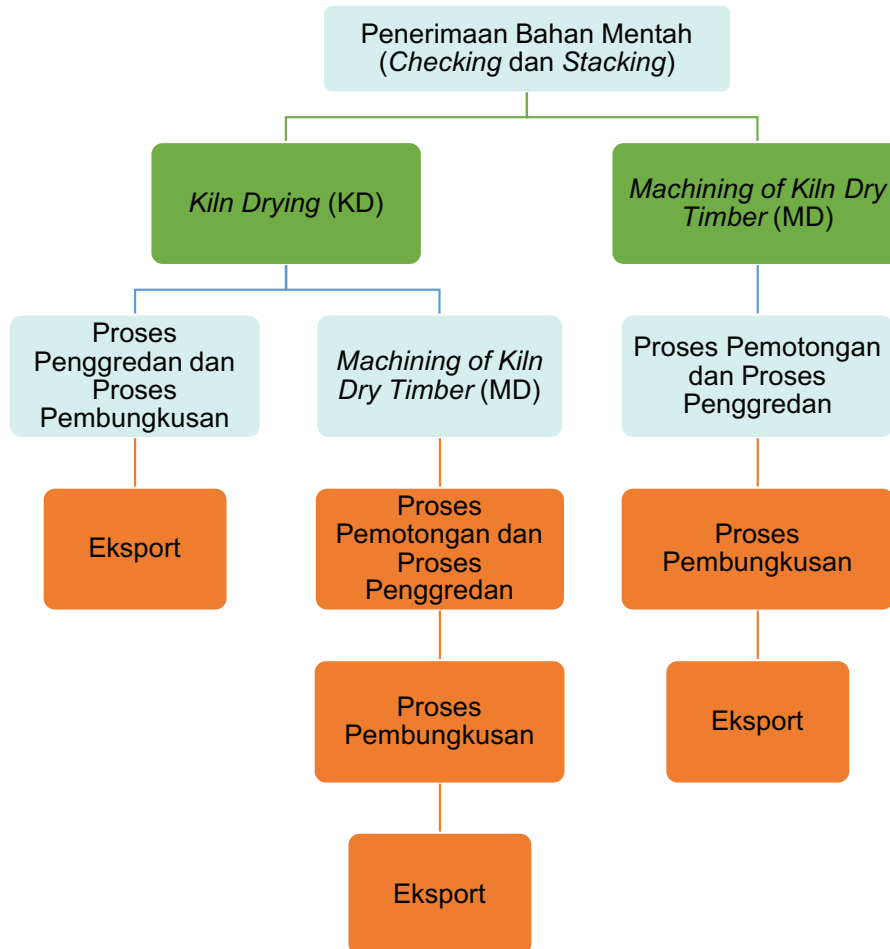 Penerimaan Bahan Mentah
(Checking dan Stacking)
Kiln Drying (KD)
Machining of Kiln Dry
Timber (MD)
Proses
Penggredan dan
Proses
Pembungkusan
Machining of Kiln
Dry Timber (MD)
Proses Pemotongan
dan Proses
Penggredan
Eksport
Proses
Pemotongan dan
Proses
Penggredan
Proses
Pembungkusan
Proses
Pembungkusan
Eksport
Eksport